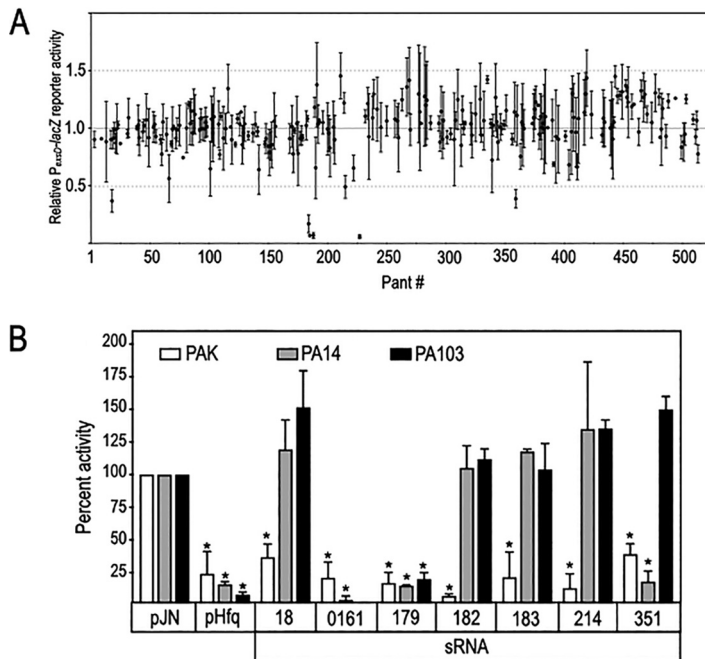 A
Relative PexsD-lacZ reporter activity
1.5
1.0
0.5
1 50 100 150 200 250 300 350 400 450 500
Pant #
B
PAK PA14 PA103
Percent activity
200
175
150
125
100
75
50
25
* * * * * * * * * * * * * *
pJN pHfq 18 0161 179 182 183 214 351
sRNA